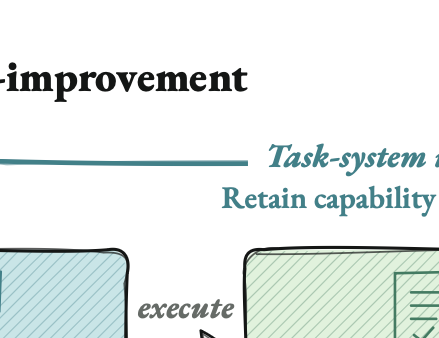 -improvement
Task-system
Retain capability
execute